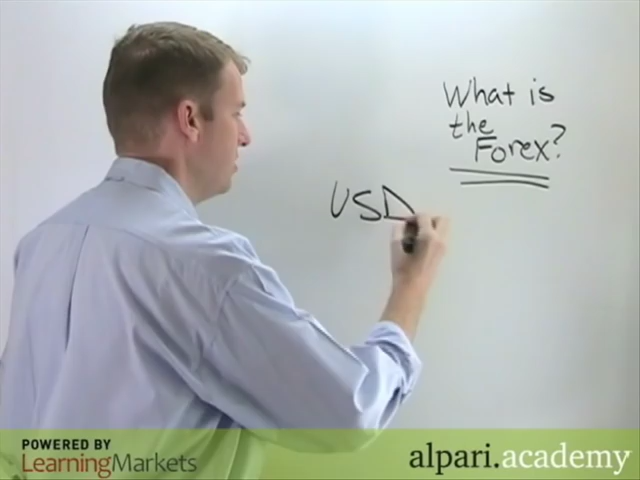 What is
the
Forex?
USD
POWERED BY
LearningMarkets
alpari.academy